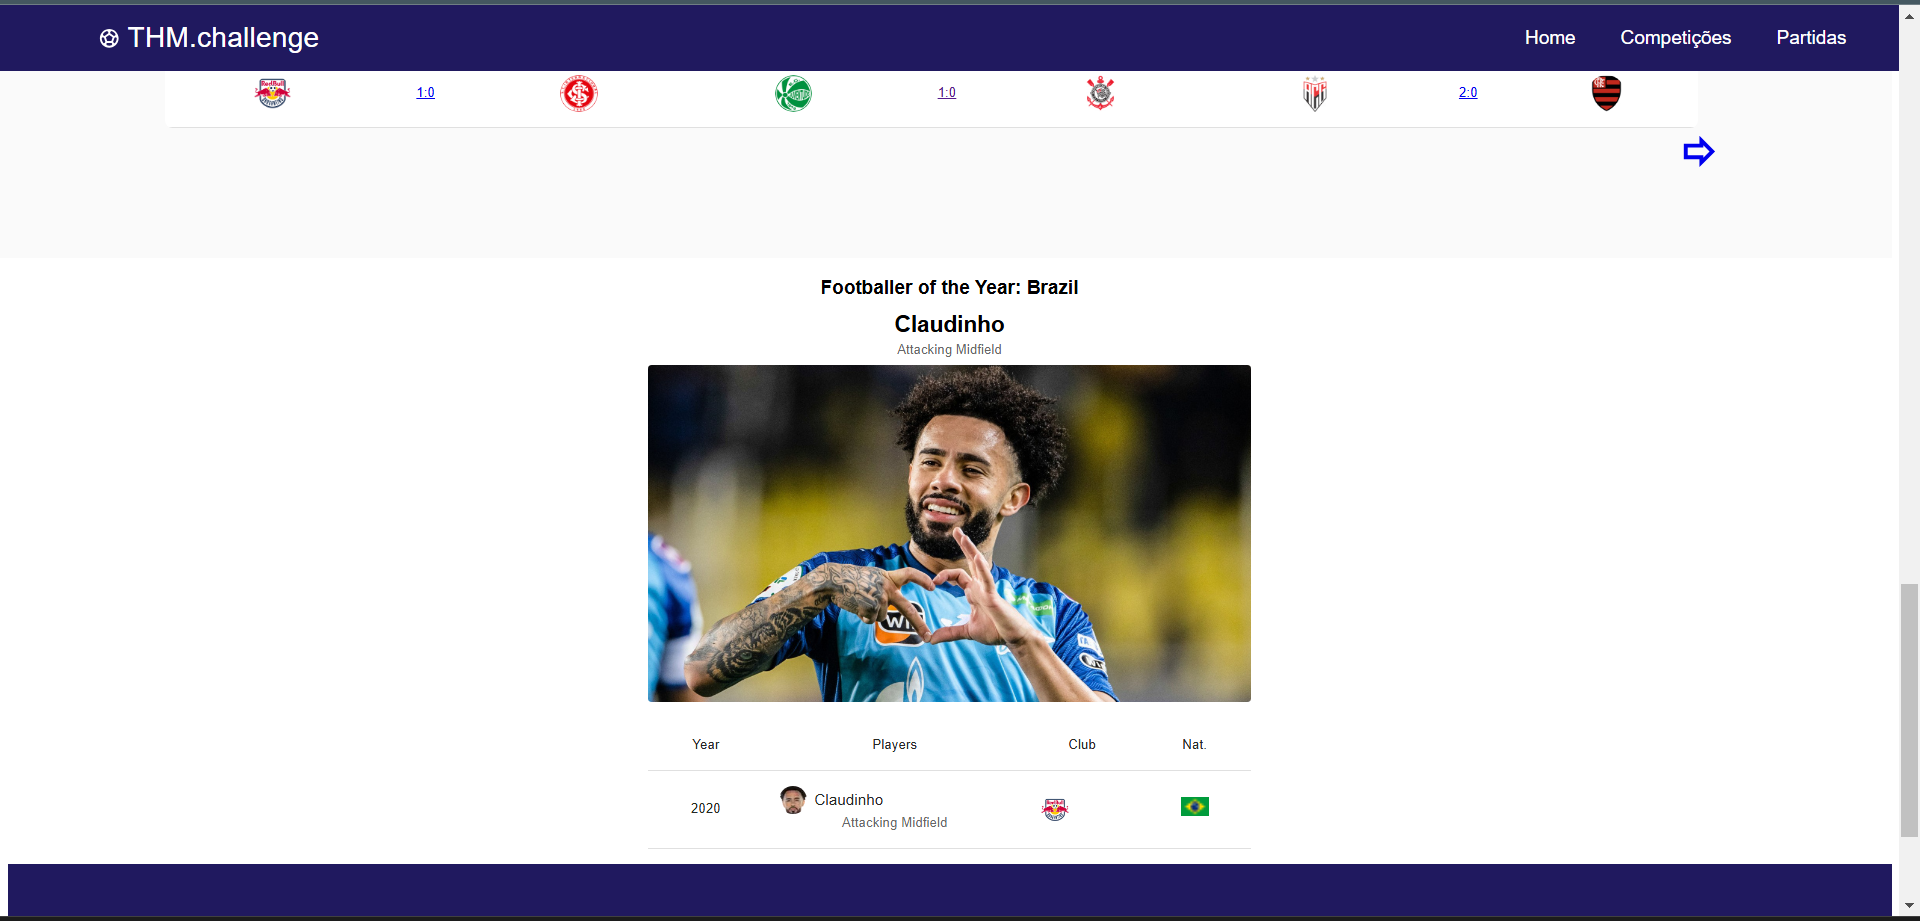 THM.challenge
Home Competições Partidas
1:0 1:0 2:0
Footballer of the Year: Brazil
Claudinho
Attacking Midfield
Year Players Club Nat.
2020 Claudinho
Attacking Midfield